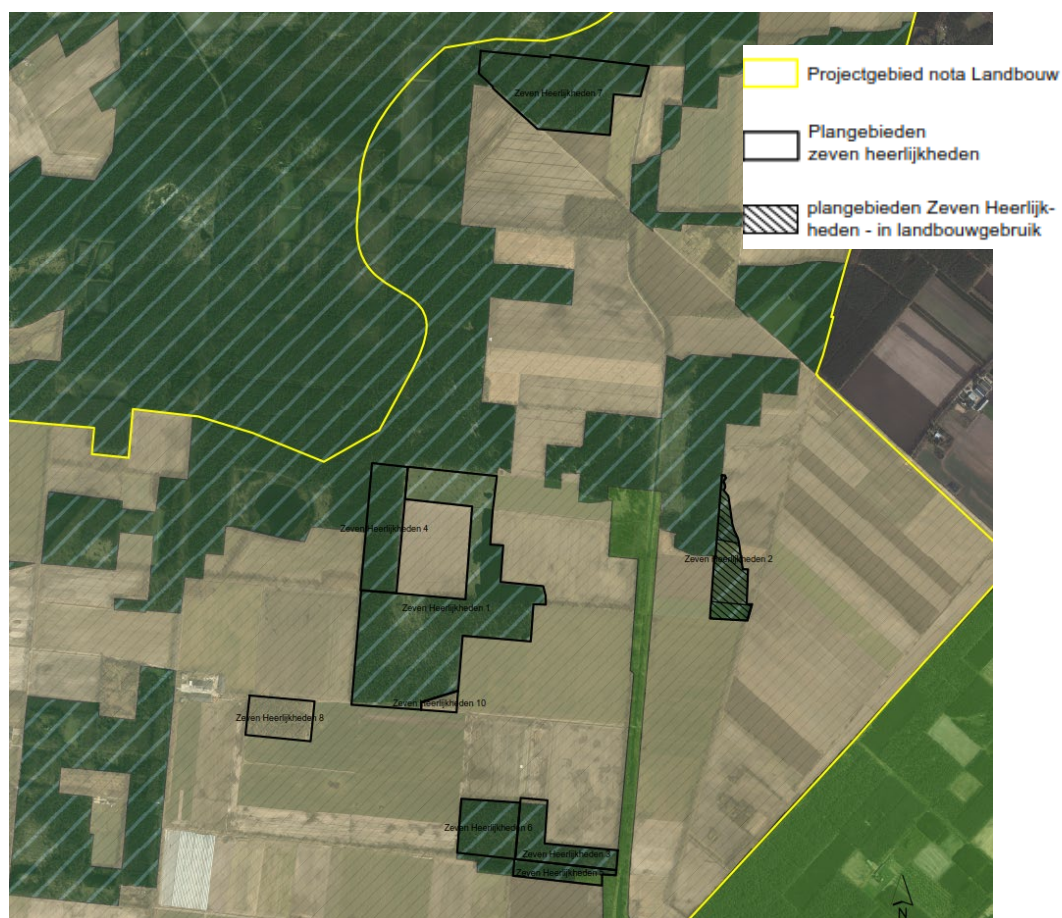 Zeven Heerlijkheden 7
Projectgebied nota Landbouw
Plangebieden
zeven heerlijkheden
plangebieden Zeven Heerlijk-
heden - in landbouwgebruik
Zeven Heerlijkheden 4
Zeven Heerlijkheden 2
Zeven Heerlijkheden 1
Zeven Heerlijkheden 10
Zeven Heerlijkheden 8
Zeven Heerlijkheden 6
Zeven Heerlijkheden 3
Zeven Heerlijkheden
N